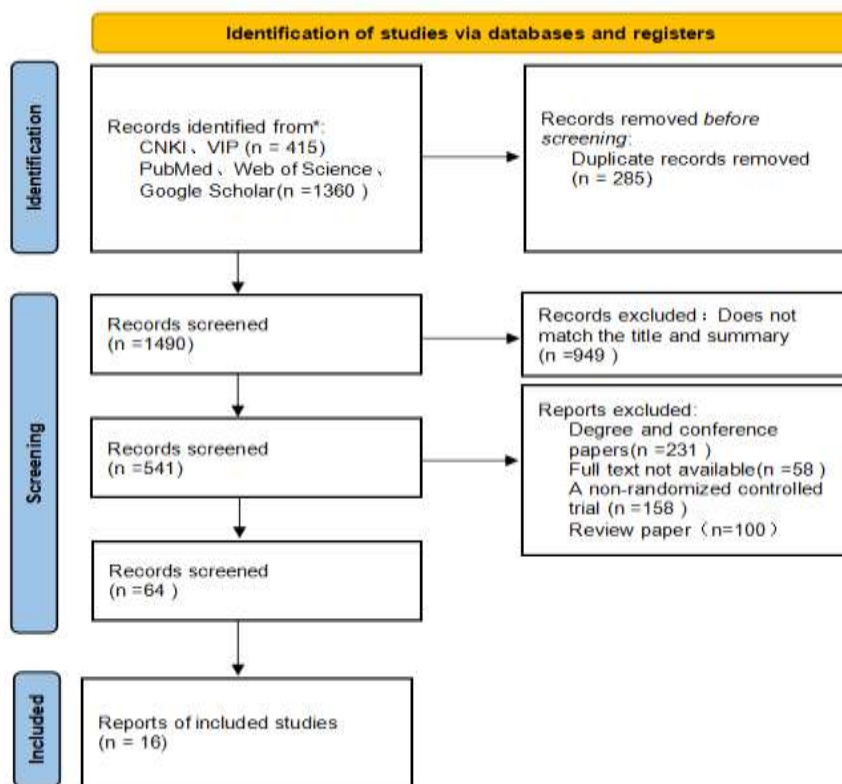 Identification of studies via databases and registers
Identification
Records identified from*:
CNKI、VIP (n = 415)
PubMed、Web of Science、
Google Scholar(n =1360 )
Records removed before
screening:
Duplicate records removed
(n = 285)
Screening
Records screened
(n =1490)
Records excluded：Does not
match the title and summary
(n =949 )
Records screened
(n =541)
Reports excluded:
Degree and conference
papers(n =231 )
Full text not available(n =58 )
A non-randomized controlled
trial (n =158 )
Review paper（n=100）
Records screened
(n =64 )
Included
Reports of included studies
(n = 16)